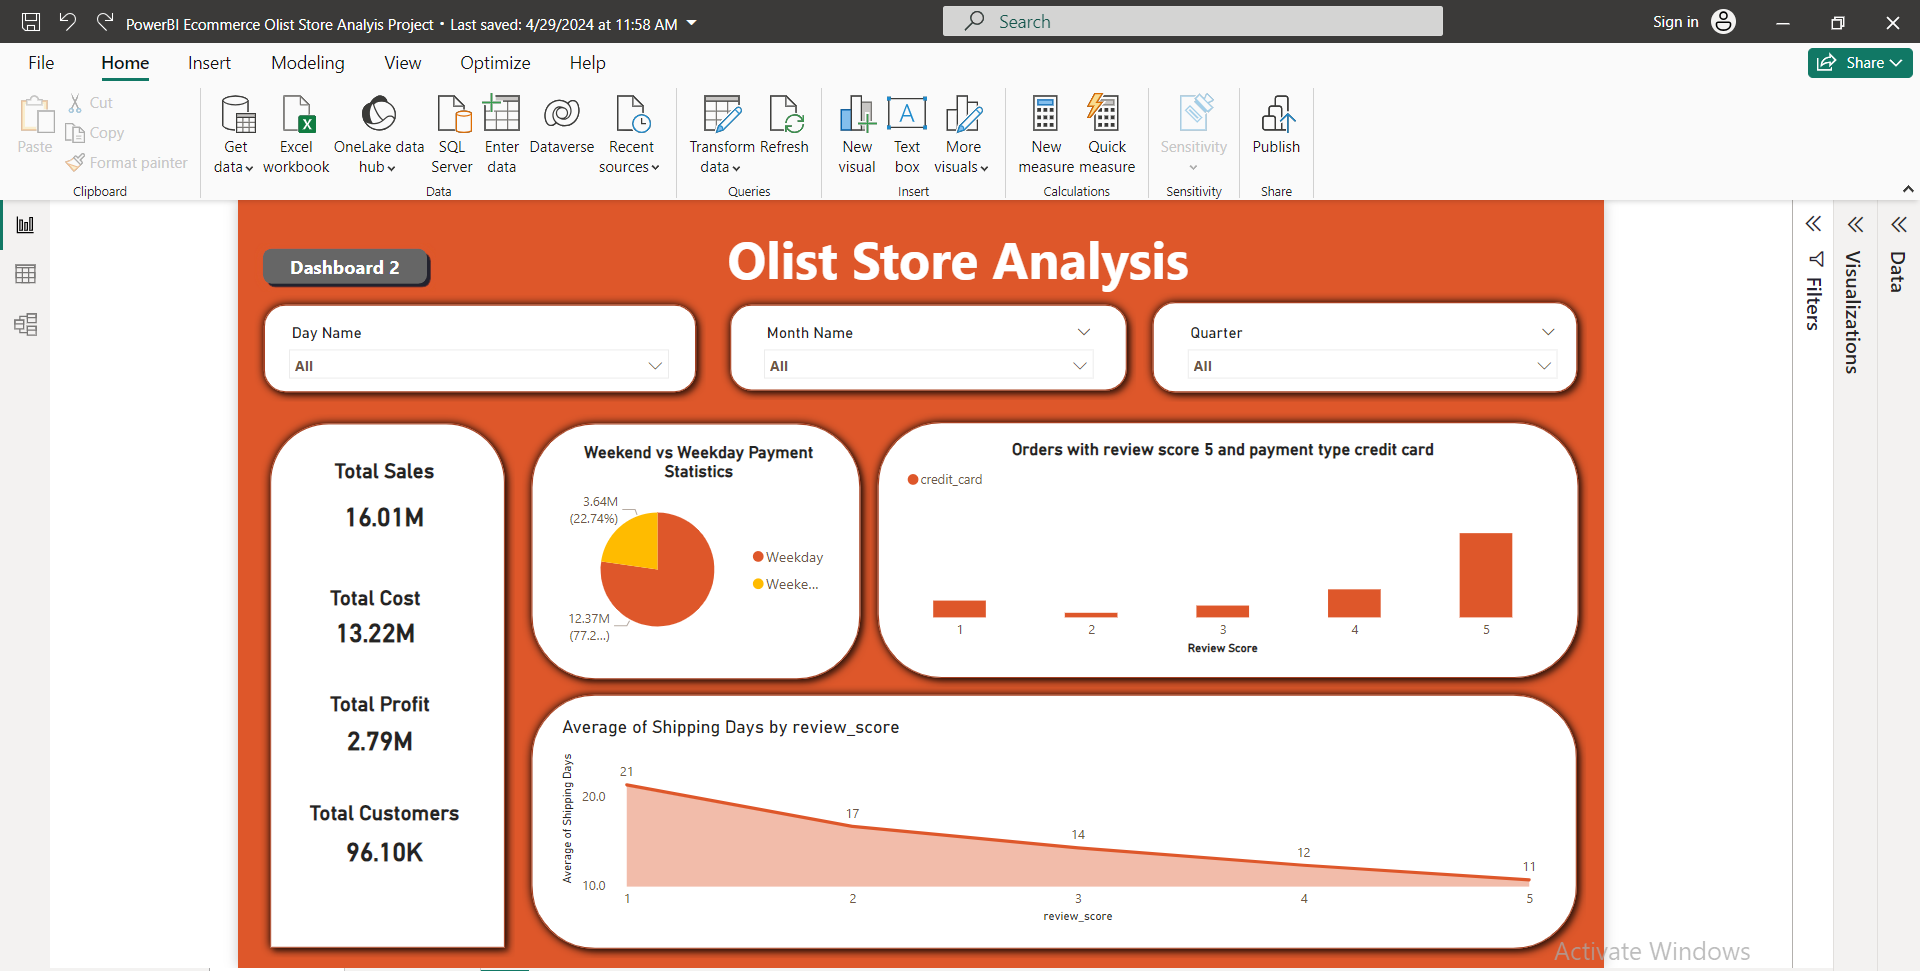 PowerBI Ecommerce Olist Store Analyis Project • Last saved: 4/29/2024 at 11:58 AM
Search
Sign in
File
Home
Insert
Modeling
View
Optimize
Help
Share
Paste
Cut
Copy
Format painter
Clipboard
Get
data
Excel
workbook
OneLake data
hub
SQL
Server
Enter
data
Dataverse
Recent
sources
Data
Transform
data
Refresh
Queries
New
visual
A
Text
box
More
visuals
Insert
New
measure
Quick
measure
Calculations
Sensitivity
Sensitivity
Publish
Share
Filters
Visualizations
Data
Dashboard 2
Olist Store Analysis
Day Name
All
Month Name
All
Quarter
All
Total Sales
16.01M
Total Cost
13.22M
Total Profit
2.79M
Total Customers
96.10K
Weekend vs Weekday Payment
Statistics
3.64M
(22.74%)
12.37M
(77.2...)
Weekday
Weeke...
Orders with review score 5 and payment type credit card
credit_card
1
2
3
4
5
Review Score
Average of Shipping Days by review_score
Average of Shipping Days
20.0
10.0
21
17
14
12
11
1
2
3
4
5
review_score
Activate Windows